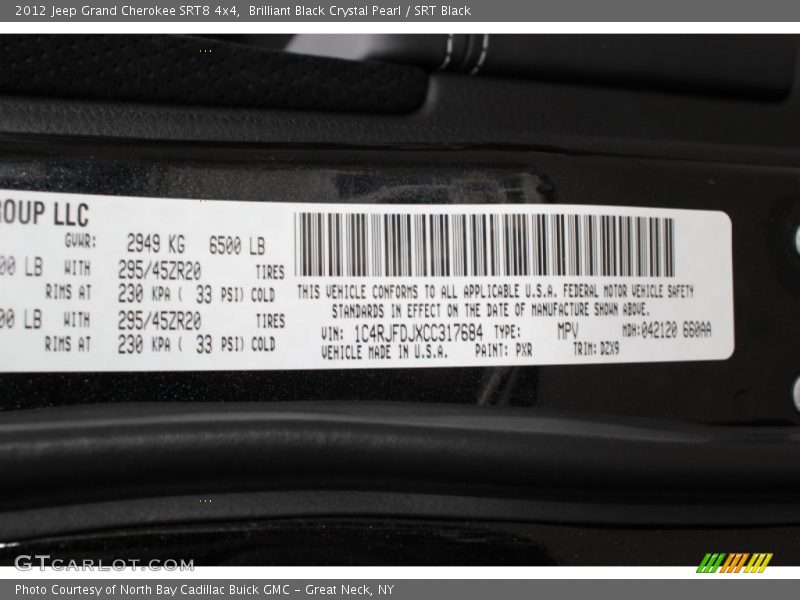 2012 Jeep Grand Cherokee SRT8 4x4, Brilliant Black Crystal Pearl / SRT Black
ROUP LLC
GVWR: 2949 KG 6500 LB
00 LB WITH 295/45ZR20 TIRES
RIMS AT 230 KPA ( 33 PSI) COLD
00 LB WITH 295/45ZR20 TIRES
RIMS AT 230 KPA ( 33 PSI) COLD
THIS VEHICLE CONFORMS TO ALL APPLICABLE U.S.A. FEDERAL MOTOR VEHICLE SAFETY
STANDARDS IN EFFECT ON THE DATE OF MANUFACTURE SHOWN ABOVE.
VIN: 1C4RJFDJXCC317684 TYPE: MPV MDH:042120 660AA
VEHICLE MADE IN U.S.A. PAINT: PXR TRIM: DZX9
GTCARLOT.COM
Photo Courtesy of North Bay Cadillac Buick GMC - Great Neck, NY